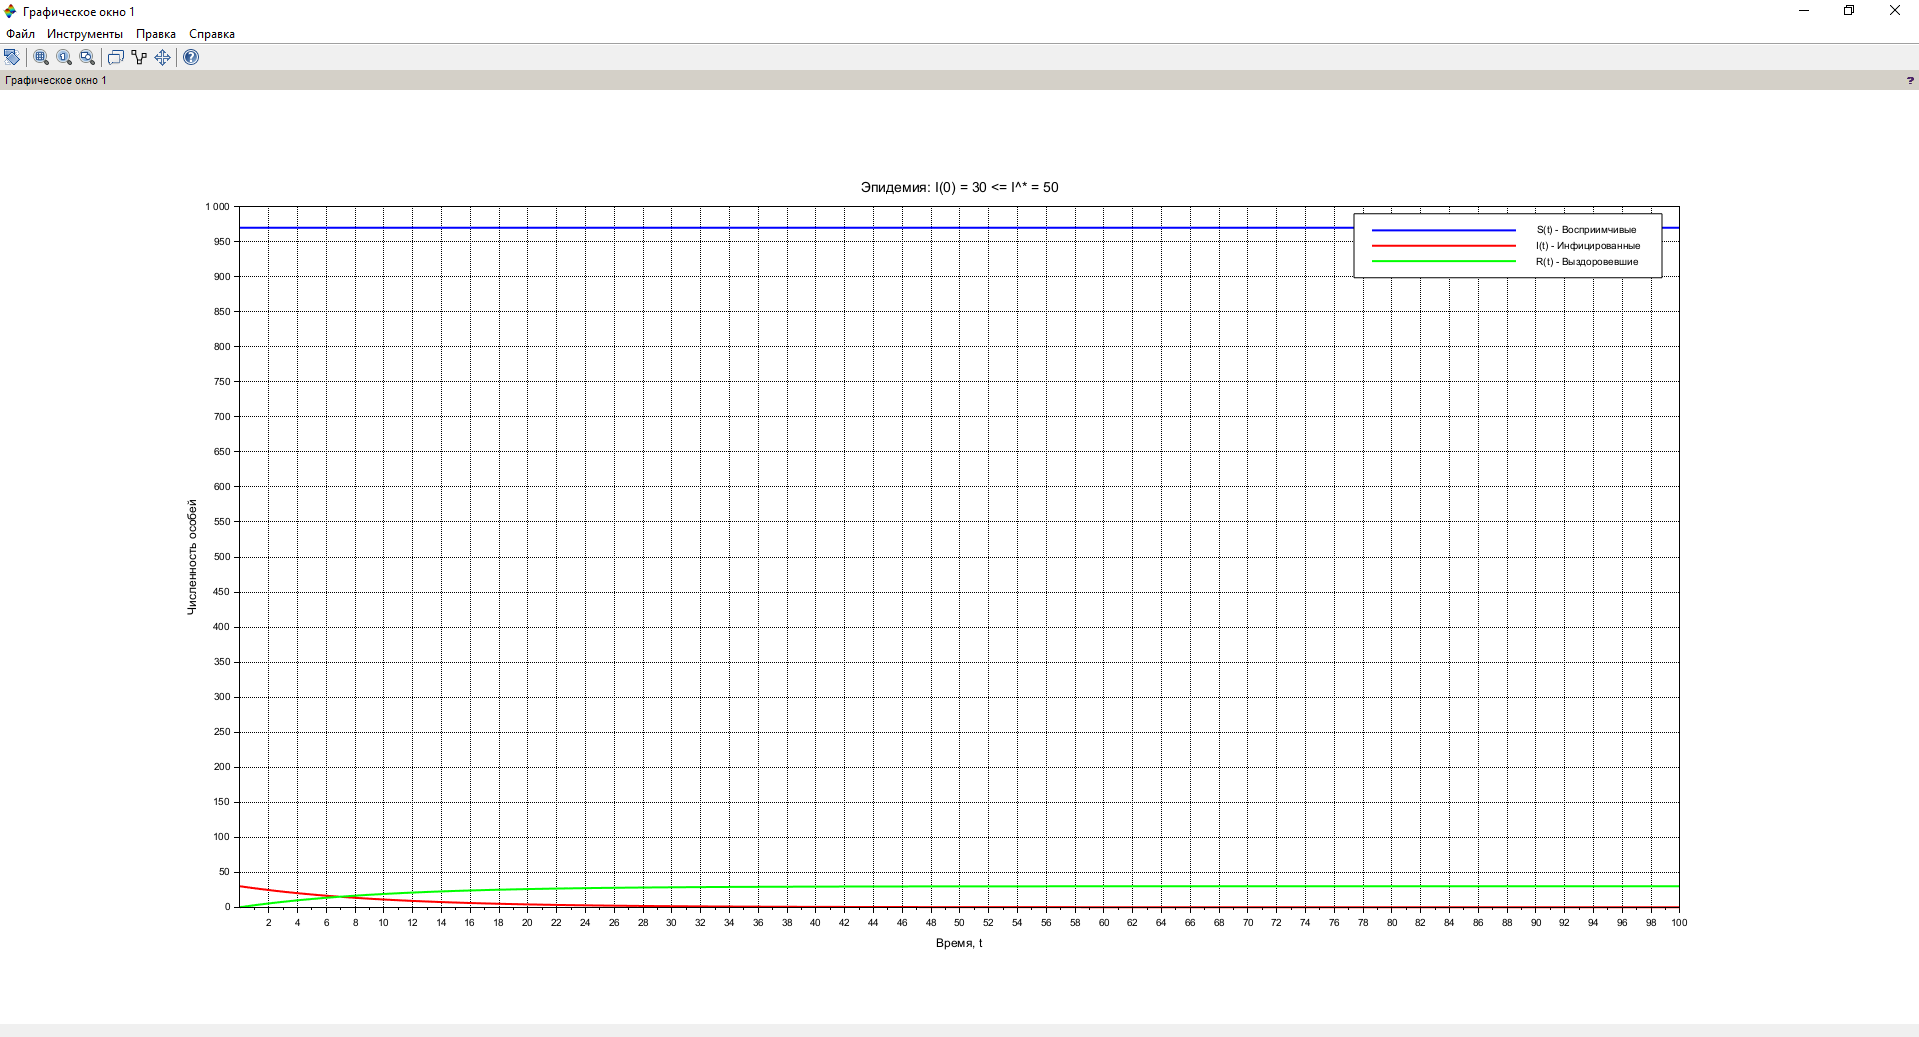 Графическое окно 1
Файл Инструменты Правка Справка
Графическое окно 1 ?
Эпидемия: I(0) = 30 <= I^* = 50
1 000
950
900
850
800
750
700
650
600
550
500
450
400
350
300
250
200
150
100
50
0
Численность особей
S(t) - Восприимчивые
I(t) - Инфицированные
R(t) - Выздоровевшие
2 4 6 8 10 12 14 16 18 20 22 24 26 28 30 32 34 36 38 40 42 44 46 48 50 52 54 56 58 60 62 64 66 68 70 72 74 76 78 80 82 84 86 88 90 92 94 96 98 100
Время, t